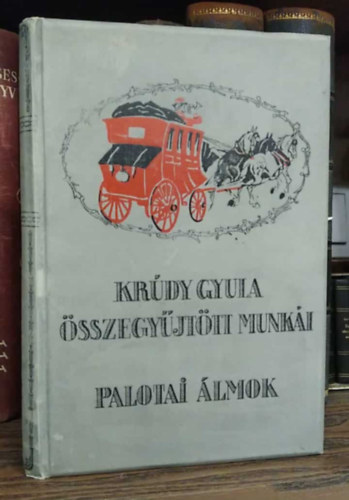 KRÚDY GYULA
ÖSSZEGYŰJTÖTT MUNKÁI
PALOTAI ÁLMOK